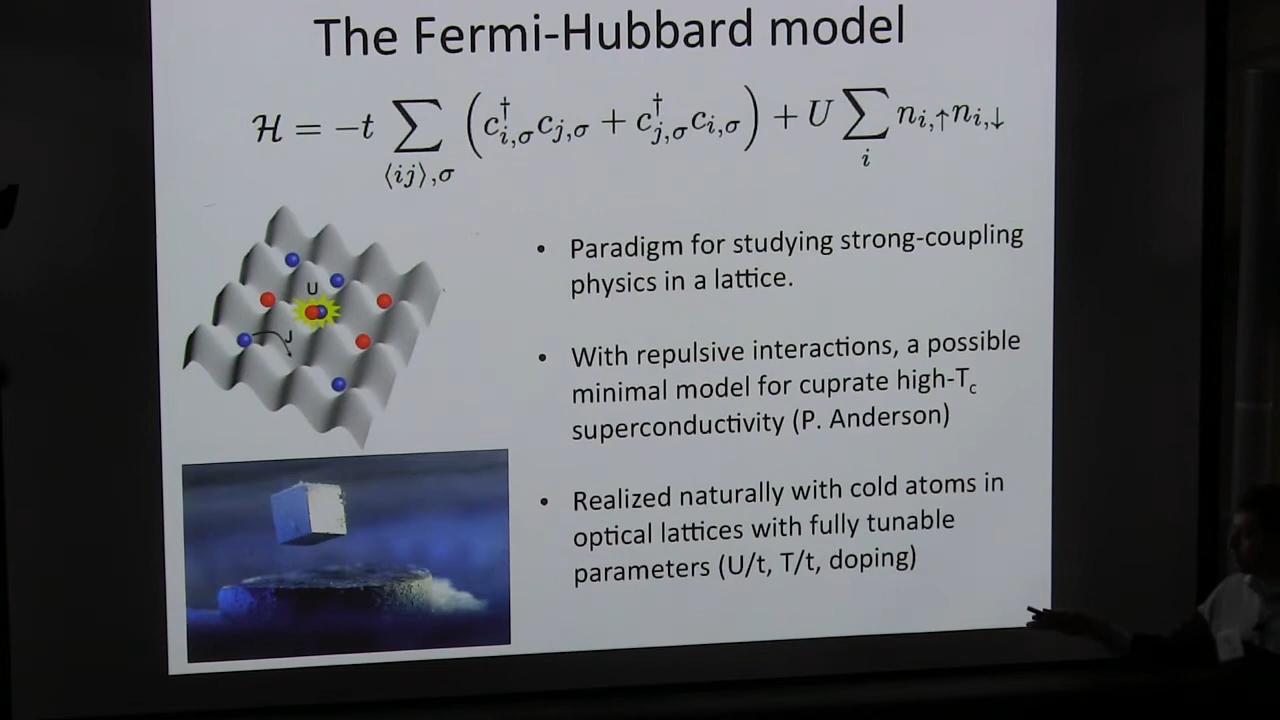 The Fermi-Hubbard model
ℋ = −t ∑⟨ij⟩,σ (c†i,σ cj,σ + c†j,σ ci,σ) + U ∑i ni,↑ ni,↓
U
J
• Paradigm for studying strong-coupling
physics in a lattice.
• With repulsive interactions, a possible
minimal model for cuprate high-Tc
superconductivity (P. Anderson)
• Realized naturally with cold atoms in
optical lattices with fully tunable
parameters (U/t, T/t, doping)